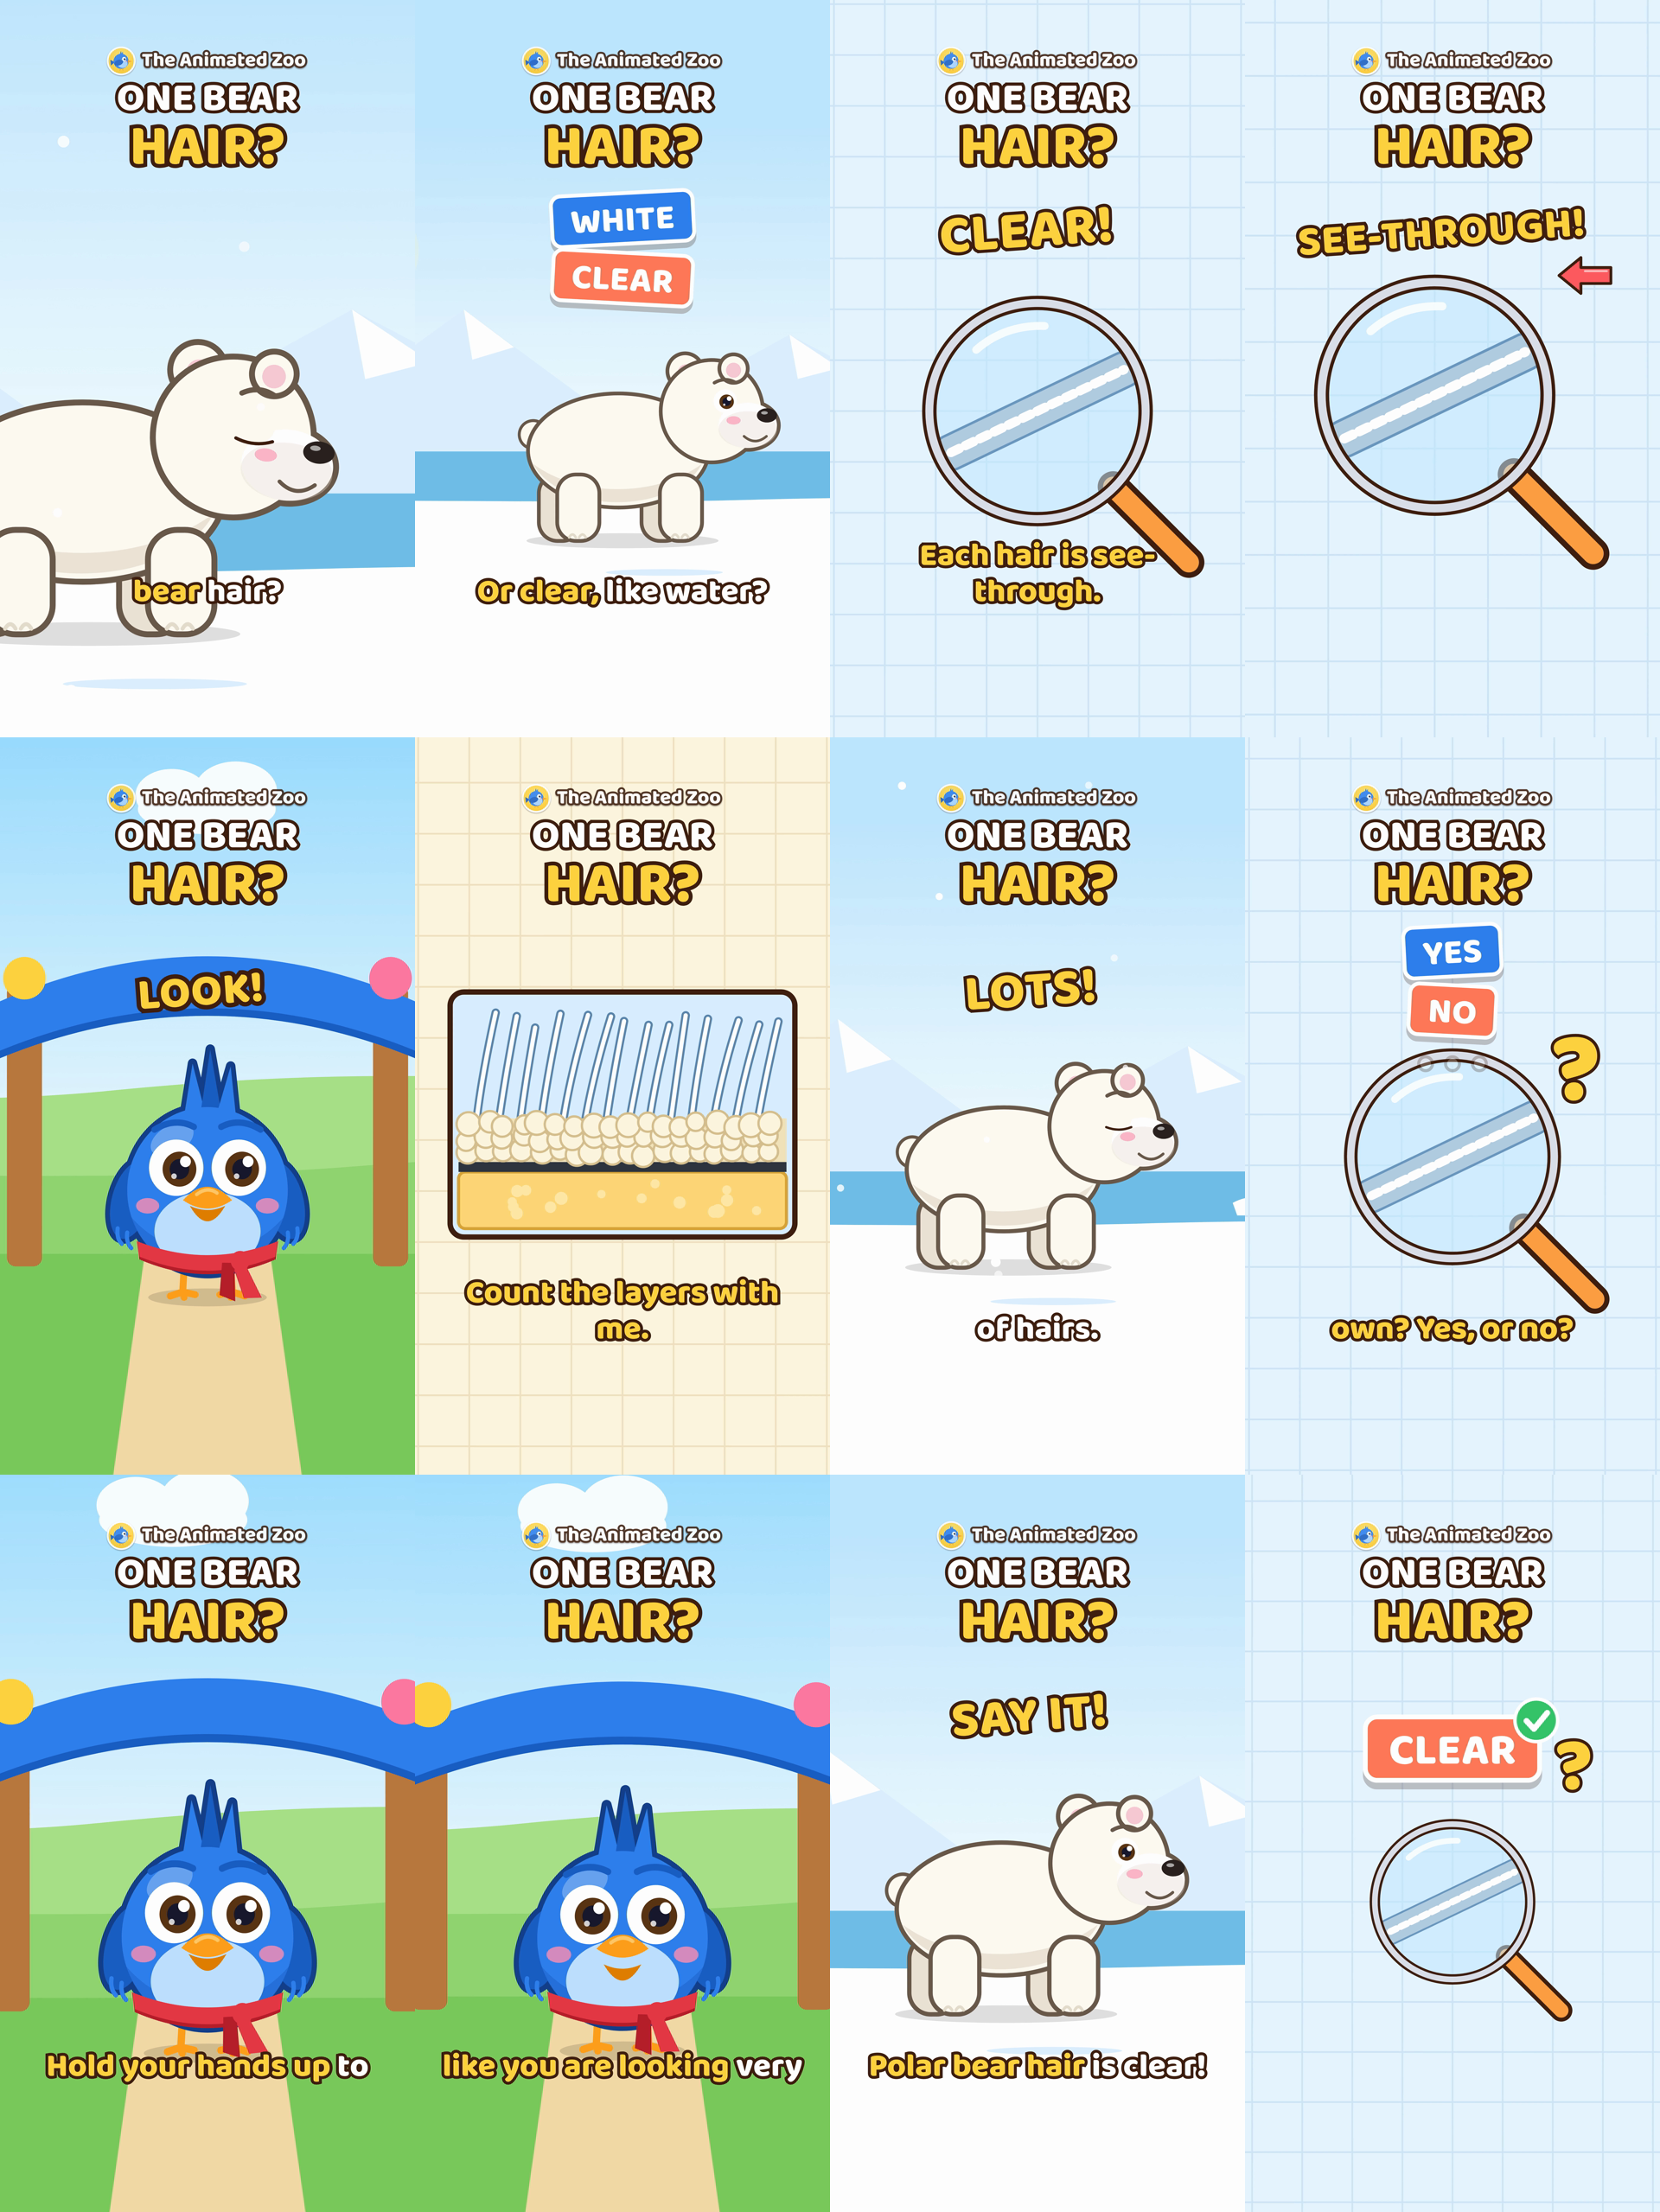 The Animated Zoo
ONE BEAR
HAIR?
bear hair?
The Animated Zoo
ONE BEAR
HAIR?
WHITE
CLEAR
Or clear, like water?
The Animated Zoo
ONE BEAR
HAIR?
CLEAR!
Each hair is see-
through.
The Animated Zoo
ONE BEAR
HAIR?
SEE-THROUGH!
The Animated Zoo
ONE BEAR
HAIR?
LOOK!
The Animated Zoo
ONE BEAR
HAIR?
Count the layers with
me.
The Animated Zoo
ONE BEAR
HAIR?
LOTS!
of hairs.
The Animated Zoo
ONE BEAR
HAIR?
YES
NO
?
own? Yes, or no?
The Animated Zoo
ONE BEAR
HAIR?
Hold your hands up to
The Animated Zoo
ONE BEAR
HAIR?
like you are looking very
The Animated Zoo
ONE BEAR
HAIR?
SAY IT!
Polar bear hair is clear!
The Animated Zoo
ONE BEAR
HAIR?
CLEAR
?